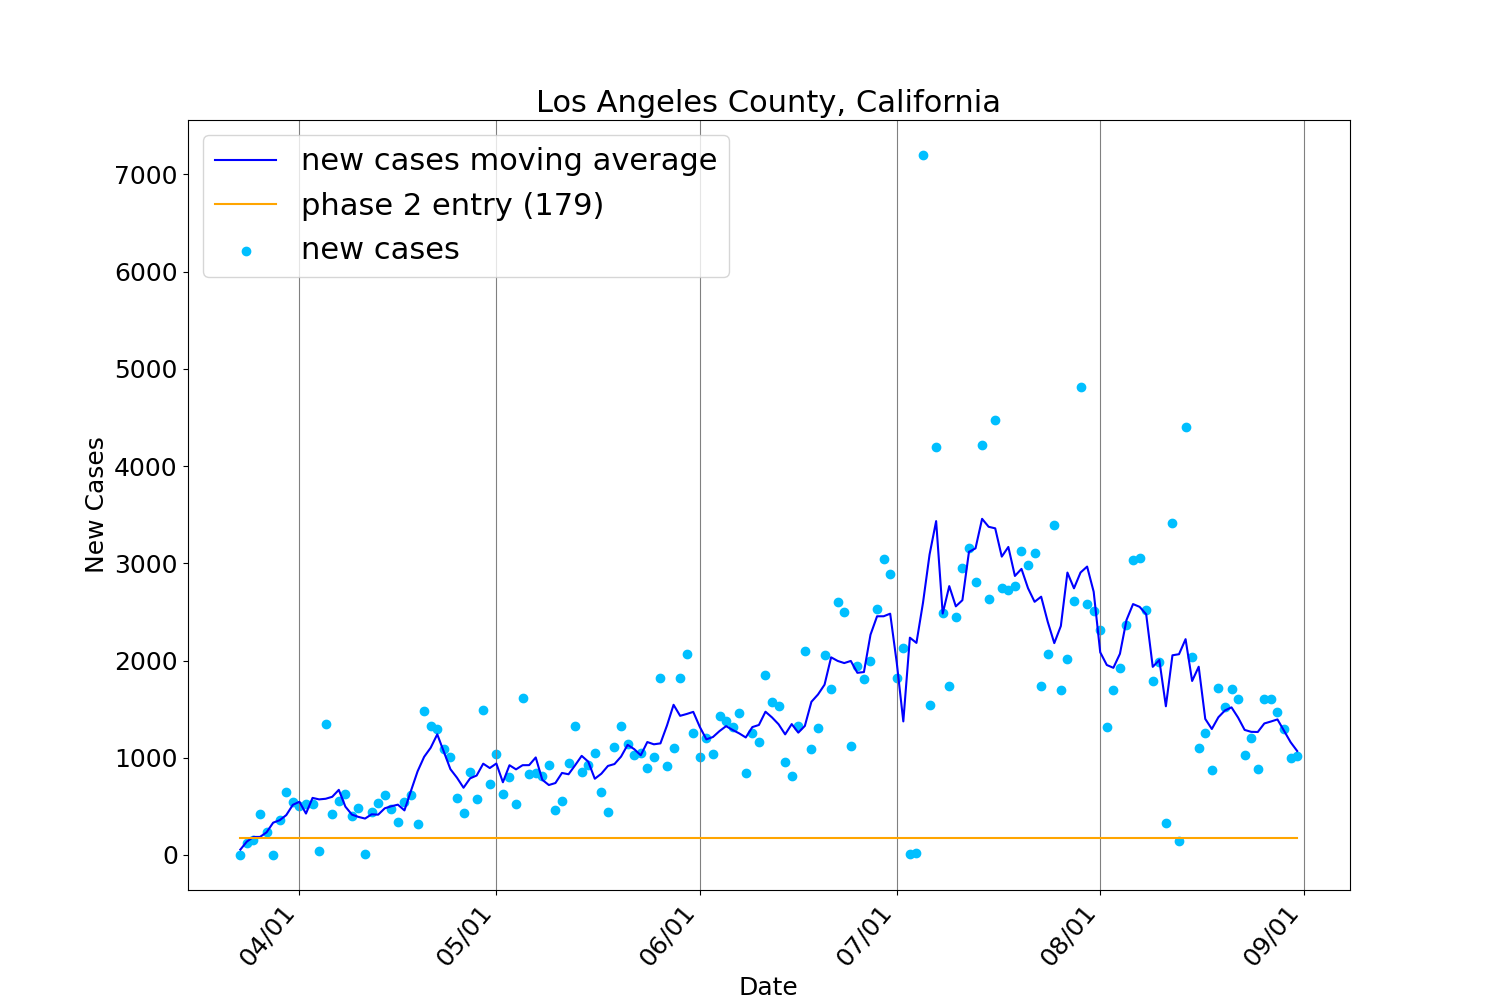 Los Angeles County, California
new cases moving average
phase 2 entry (179)
new cases
7000
6000
5000
4000
3000
2000
1000
0
New Cases
04/01
05/01
06/01
07/01
08/01
09/01
Date